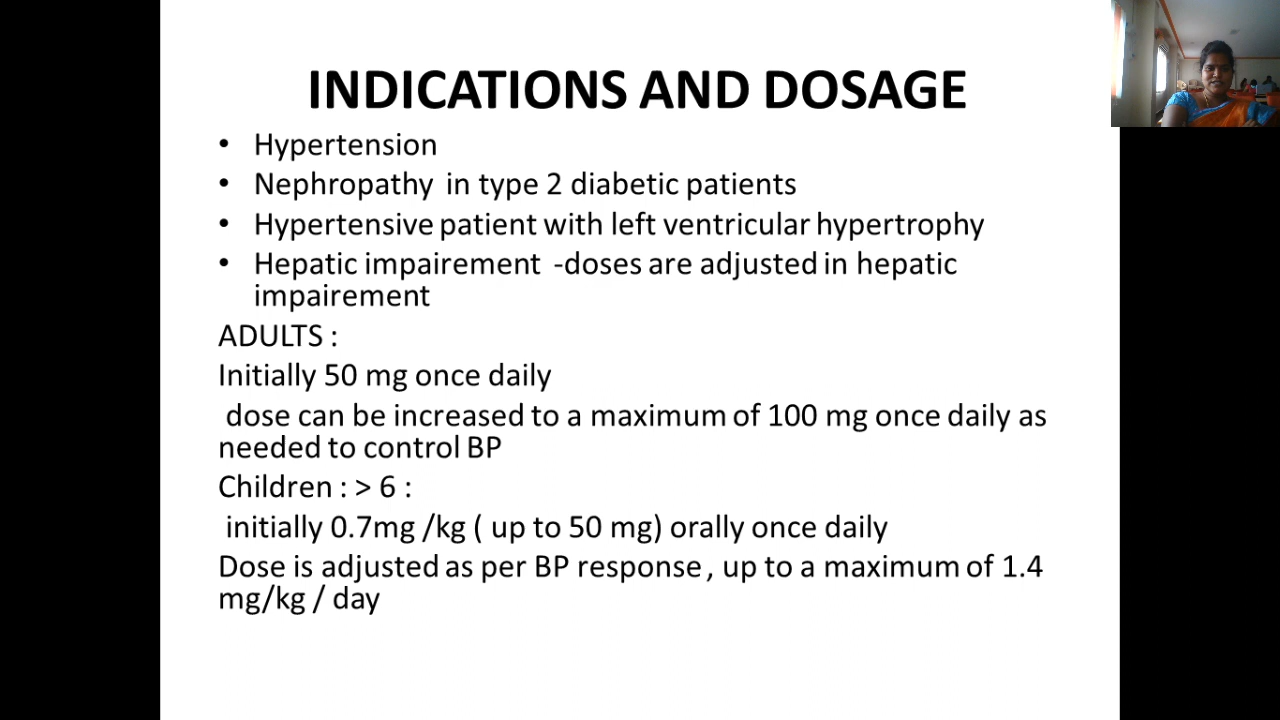 INDICATIONS AND DOSAGE
• Hypertension
• Nephropathy in type 2 diabetic patients
• Hypertensive patient with left ventricular hypertrophy
• Hepatic impairement -doses are adjusted in hepatic
impairement
ADULTS :
Initially 50 mg once daily
dose can be increased to a maximum of 100 mg once daily as
needed to control BP
Children : > 6 :
initially 0.7mg /kg ( up to 50 mg) orally once daily
Dose is adjusted as per BP response , up to a maximum of 1.4
mg/kg / day